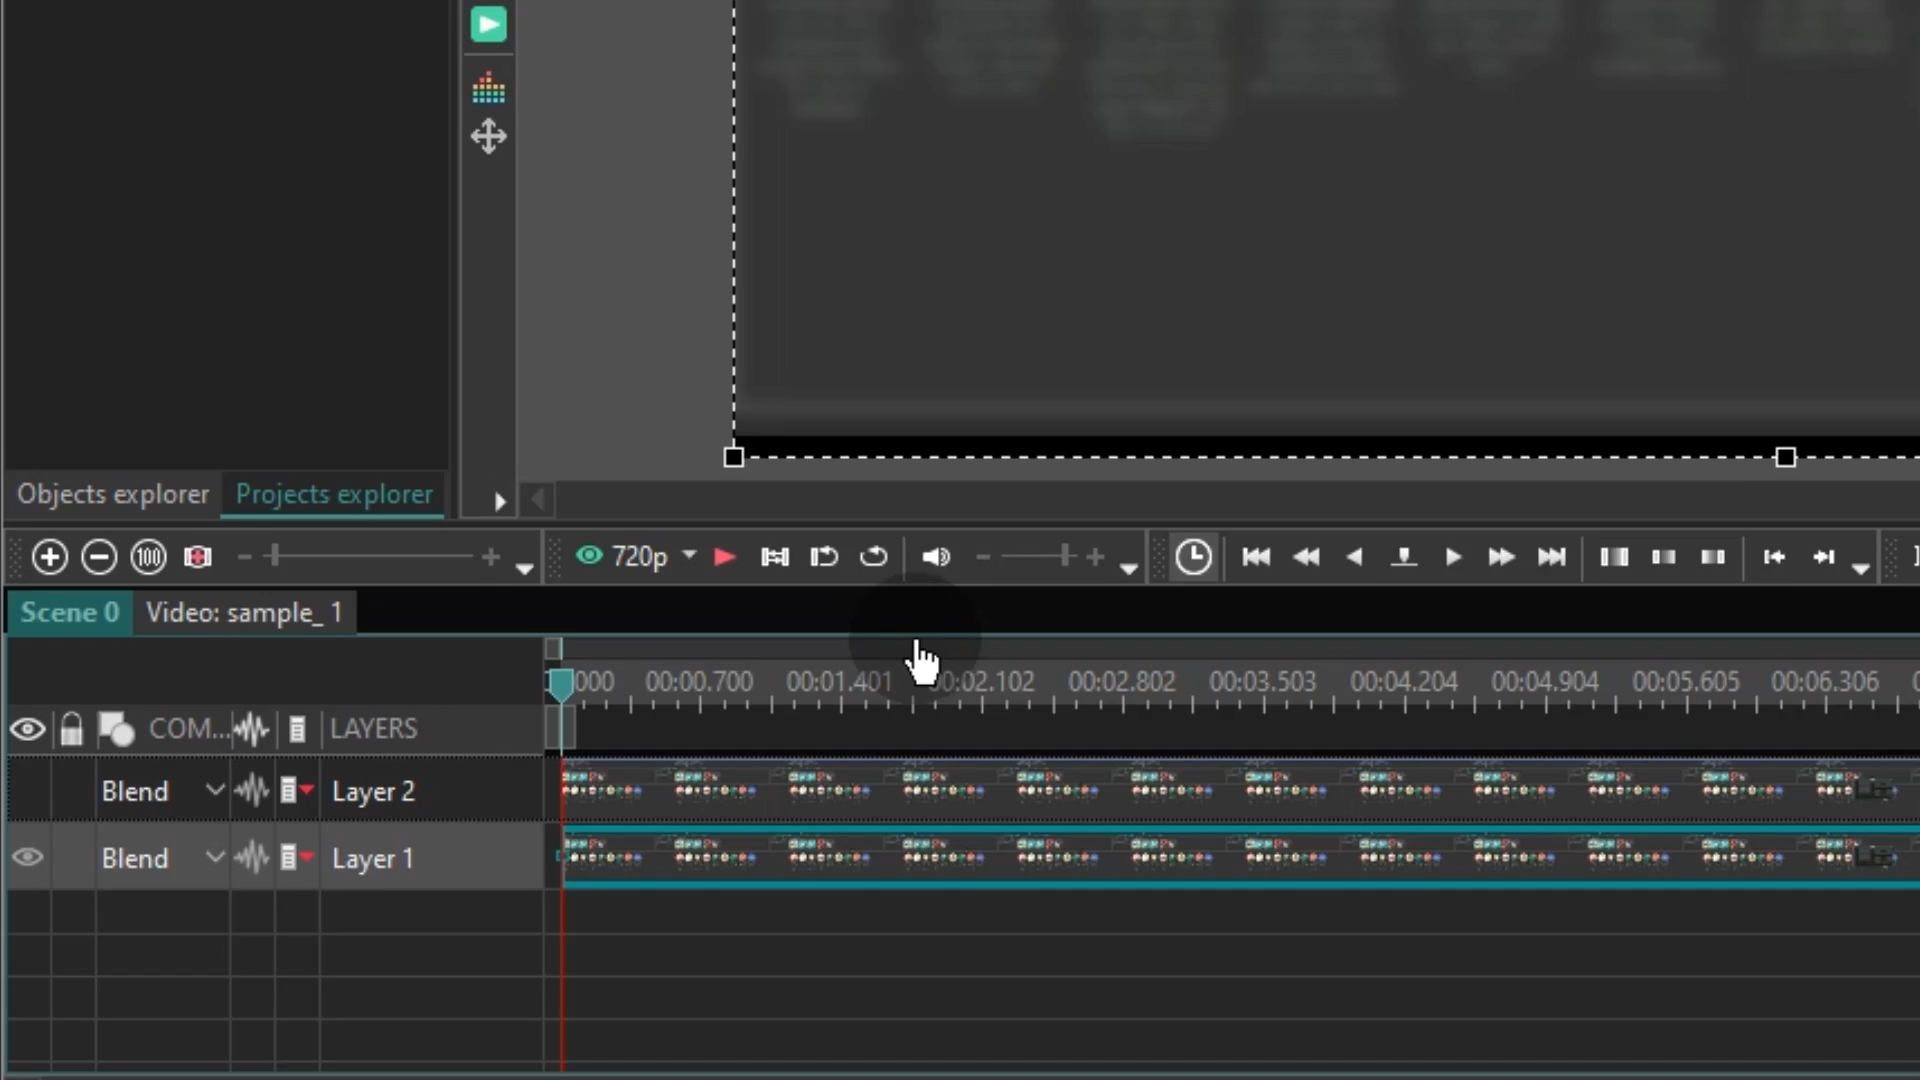 Objects explorer Projects explorer
100 720p
Scene 0 Video: sample_ 1
000 00:00.700 00:01.401 00:02.102 00:02.802 00:03.503 00:04.204 00:04.904 00:05.605 00:06.306
COM... LAYERS
Blend Layer 2
Blend Layer 1